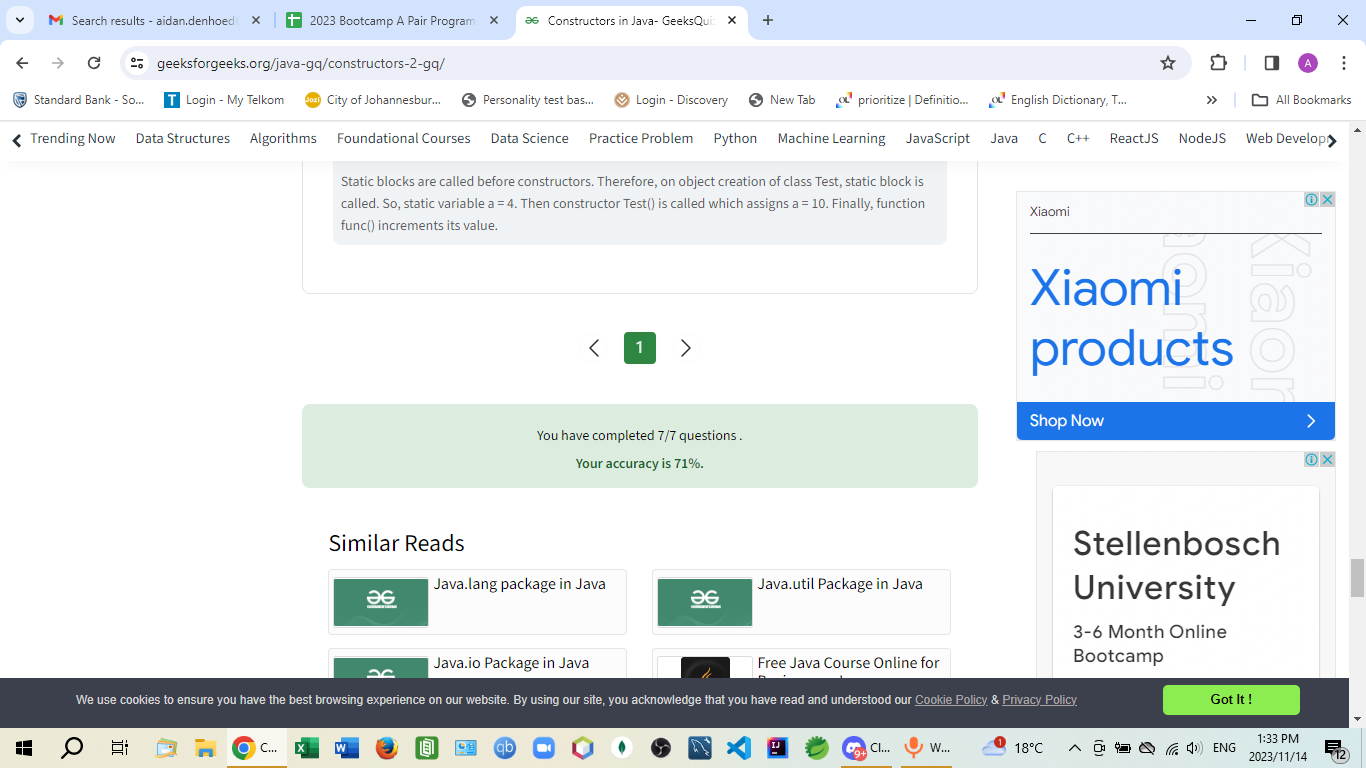 Search results - aidan.denhoed
2023 Bootcamp A Pair Program
Constructors in Java- GeeksQui
geeksforgeeks.org/java-gq/constructors-2-gq/
A
Standard Bank - So...
Login - My Telkom
City of Johannesbur...
Personality test bas...
Login - Discovery
New Tab
prioritize | Definitio...
English Dictionary, T...
All Bookmarks
Trending Now
Data Structures
Algorithms
Foundational Courses
Data Science
Practice Problem
Python
Machine Learning
JavaScript
Java
C
C++
ReactJS
NodeJS
Web Develop
Static blocks are called before constructors. Therefore, on object creation of class Test, static block is
called. So, static variable a = 4. Then constructor Test() is called which assigns a = 10. Finally, function
func() increments its value.
1
You have completed 7/7 questions .
Your accuracy is 71%.
Similar Reads
Java.lang package in Java
Java.util Package in Java
Java.io Package in Java
Free Java Course Online for
Xiaomi
Xiaomi
products
Shop Now
Stellenbosch
University
3-6 Month Online
Bootcamp
We use cookies to ensure you have the best browsing experience on our website. By using our site, you acknowledge that you have read and understood our Cookie Policy & Privacy Policy
Got It !
C...
Cl...
W...
18°C
ENG
1:33 PM
2023/11/14
12